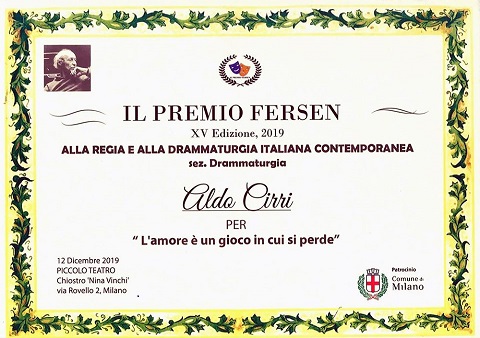 IL PREMIO FERSEN
XV Edizione, 2019
ALLA REGIA E ALLA DRAMMATURGIA ITALIANA CONTEMPORANEA
sez. Drammaturgia
Aldo Cirri
PER
“ L'amore è un gioco in cui si perde”
12 Dicembre 2019
PICCOLO TEATRO
Chiostro 'Nina Vinchi'
via Rovello 2, Milano
Patrocinio
Comune di
Milano